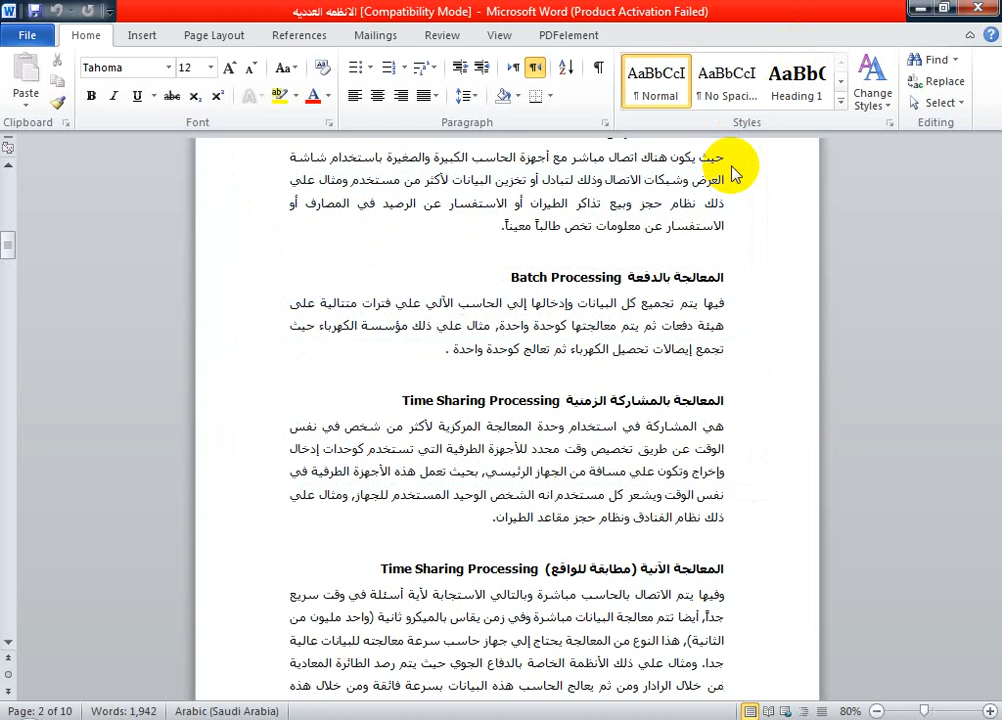 الانظمه العدديه [Compatibility Mode] - Microsoft Word (Product Activation Failed)
File Home Insert Page Layout References Mailings Review View PDFelement
Paste
Clipboard
Tahoma 12
Font
Paragraph
AaBbCcI AaBbCcI AaBbC
¶ Normal ¶ No Spaci... Heading 1
Change Styles
Styles
Find
Replace
Select
Editing
حيث يكون هناك اتصال مباشر مع أجهزة الحاسب الكبيرة والصغيرة باستخدام شاشة
العرض وشبكات الاتصال وذلك لتبادل أو تخزين البيانات لأكثر من مستخدم ومثال علي
ذلك نظام حجز وبيع تذاكر الطيران أو الاستفسار عن الرصيد في المصارف أو
الاستفسار عن معلومات تخص طالباً معيناً.
المعالجة بالدفعة Batch Processing
فيها يتم تجميع كل البيانات وإدخالها إلي الحاسب الآلي علي فترات متتالية على
هيئة دفعات ثم يتم معالجتها كوحدة واحدة, مثال علي ذلك مؤسسة الكهرباء حيث
تجمع إيصالات تحصيل الكهرباء ثم تعالج كوحدة واحدة .
المعالجة بالمشاركة الزمنية Time Sharing Processing
هي المشاركة في استخدام وحدة المعالجة المركزية لأكثر من شخص في نفس
الوقت عن طريق تخصيص وقت محدد للأجهزة الطرفية التي تستخدم كوحدات إدخال
وإخراج وتكون علي مسافة من الجهاز الرئيسي, بحيث تعمل هذه الأجهزة الطرفية في
نفس الوقت ويشعر كل مستخدم انه الشخص الوحيد المستخدم للجهاز, ومثال علي
ذلك نظام الفنادق ونظام حجز مقاعد الطيران.
المعالجة الآنية (مطابقة للواقع) Time Sharing Processing
وفيها يتم الاتصال بالحاسب مباشرة وبالتالي الاستجابة لأية أسئلة في وقت سريع
جداً, أيضا تتم معالجة البيانات مباشرة وفي زمن يقاس بالميكرو ثانية (واحد مليون من
الثانية), هذا النوع من المعالجة يحتاج إلي جهاز حاسب سرعة معالجته للبيانات عالية
جدا. ومثال علي ذلك الأنظمة الخاصة بالدفاع الجوي حيث يتم رصد الطائرة المعادية
من خلال الرادار ومن ثم يعالج الحاسب هذه البيانات بسرعة فائقة ومن خلال هذه
Page: 2 of 10 Words: 1,942 Arabic (Saudi Arabia) 80%